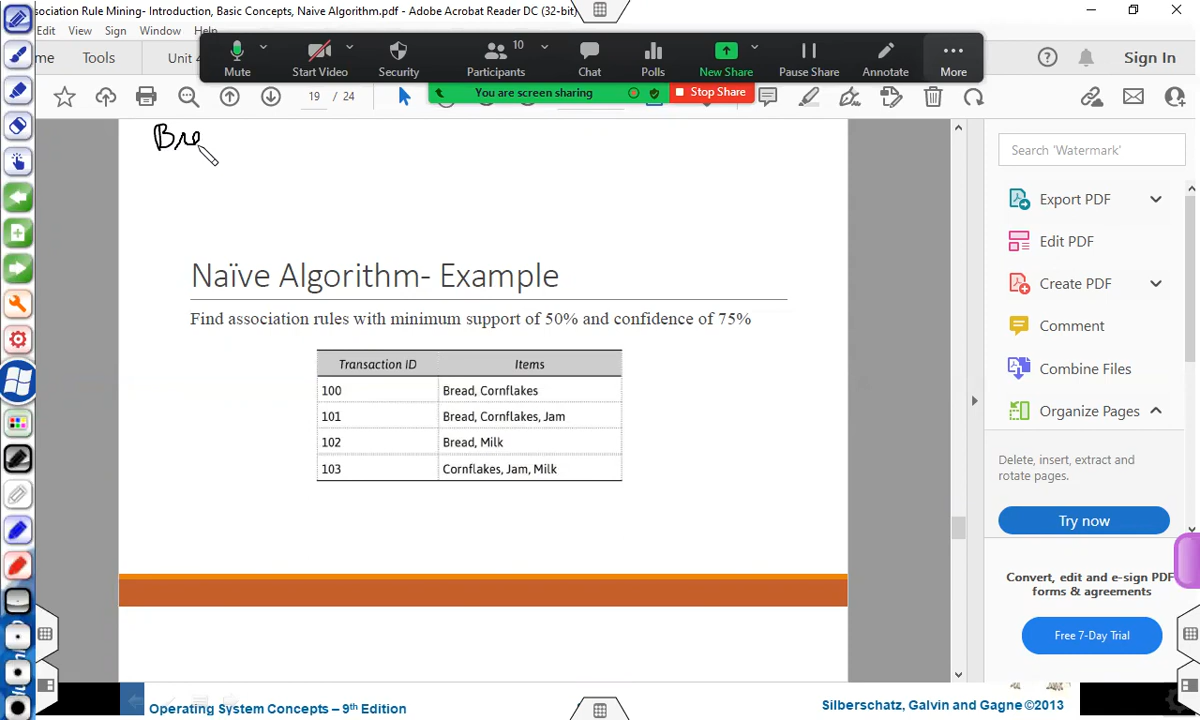 sociation Rule Mining- Introduction, Basic Concepts, Naive Algorithm.pdf - Adobe Acrobat Reader DC (32-bit)
Edit View Sign Window Help
me Tools Unit 4
Mute Start Video Security Participants 10 Chat Polls New Share Pause Share Annotate More
Sign In
You are screen sharing Stop Share
19 / 24
Bre
Search 'Watermark'
Export PDF
Edit PDF
Create PDF
Comment
Combine Files
Organize Pages
Delete, insert, extract and
rotate pages.
Try now
Convert, edit and e-sign PDF
forms & agreements
Free 7-Day Trial
Naïve Algorithm- Example
Find association rules with minimum support of 50% and confidence of 75%
Transaction ID Items
100 Bread, Cornflakes
101 Bread, Cornflakes, Jam
102 Bread, Milk
103 Cornflakes, Jam, Milk
Operating System Concepts – 9th Edition
Silberschatz, Galvin and Gagne ©2013